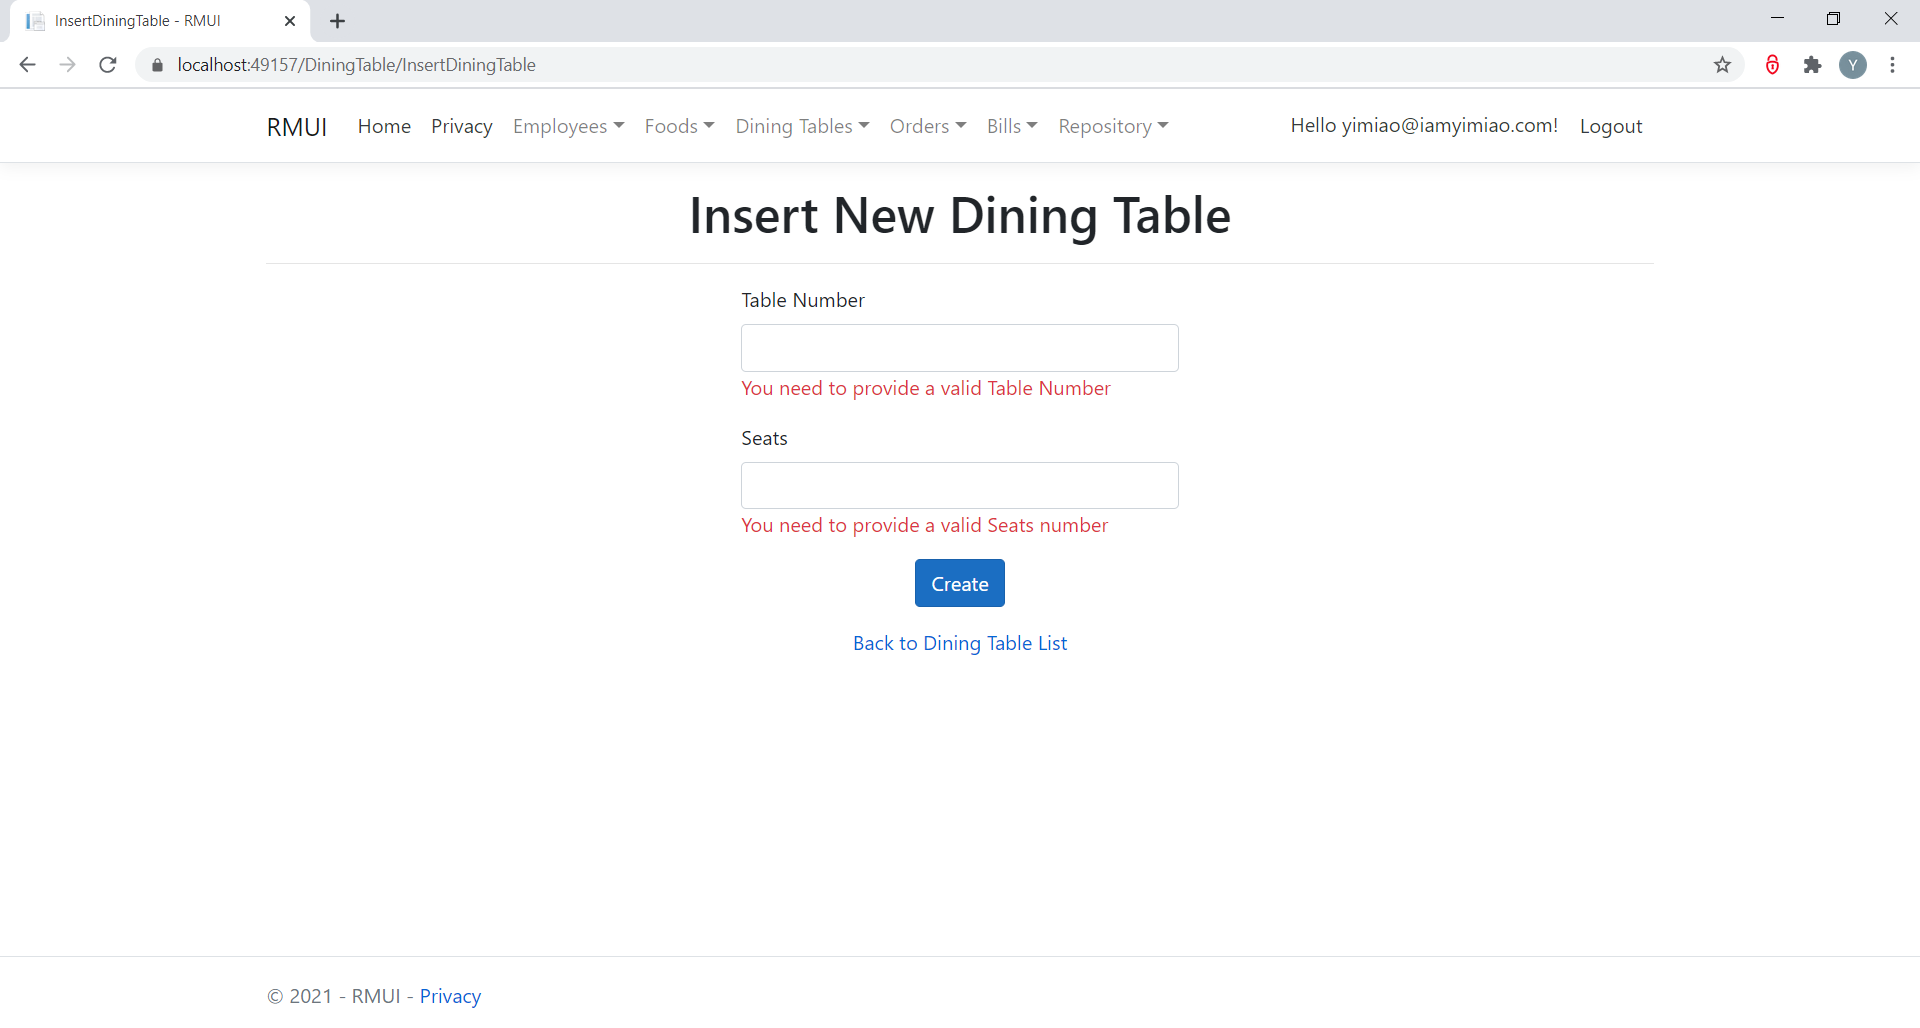 InsertDiningTable - RMUI
localhost:49157/DiningTable/InsertDiningTable
Y
RMUI Home Privacy Employees Foods Dining Tables Orders Bills Repository Hello yimiao@iamyimiao.com! Logout
Insert New Dining Table
Table Number
You need to provide a valid Table Number
Seats
You need to provide a valid Seats number
Create
Back to Dining Table List
© 2021 - RMUI - Privacy